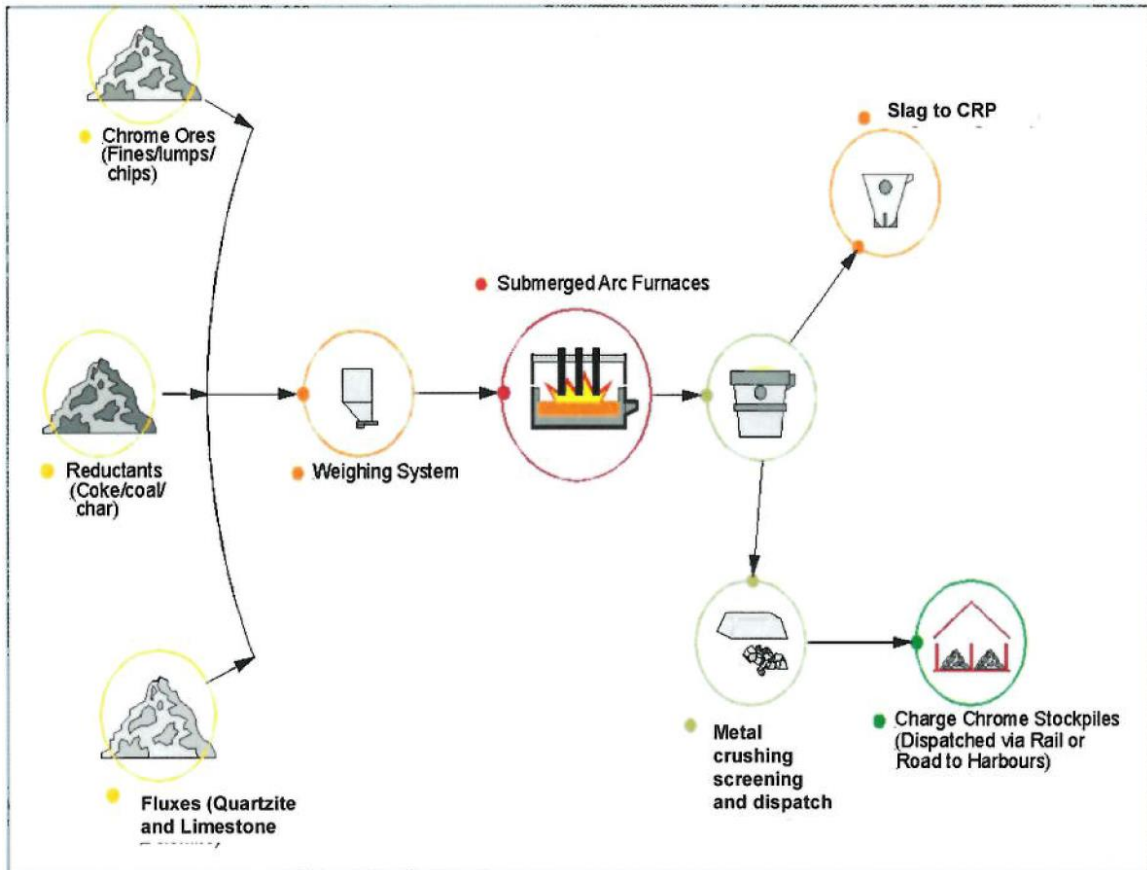 Chrome Ores
(Fines/lumps/
chips)
Slag to CRP
Submerged Arc Furnaces
Reductants
(Coke/coal/
char)
Weighing System
Metal
crushing
screening
and dispatch
Charge Chrome Stockpiles
(Dispatched via Rail or
Road to Harbours)
Fluxes (Quartzite
and Limestone